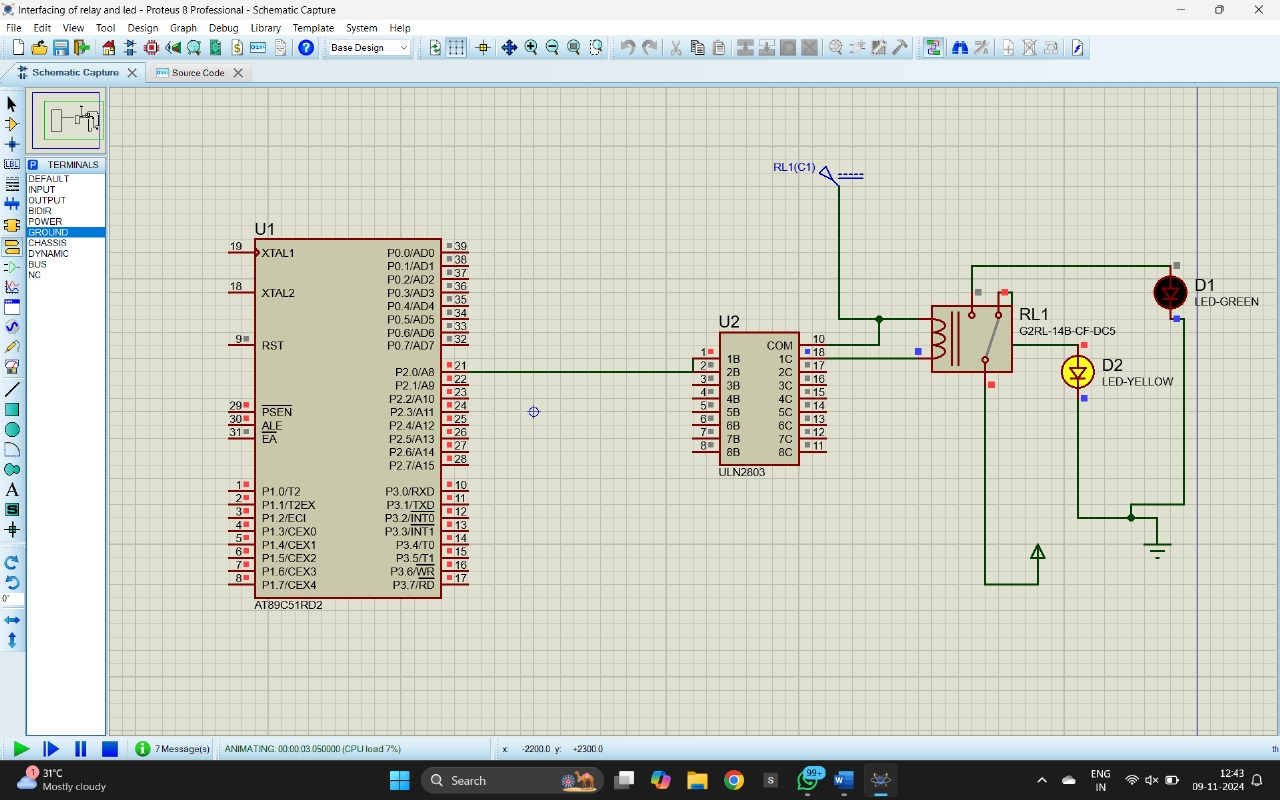 Interfacing of relay and led - Proteus 8 Professional - Schematic Capture
File Edit View Tool Design Graph Debug Library Template System Help
Base Design
Schematic Capture
Source Code
P TERMINALS
DEFAULT
INPUT
OUTPUT
BIDIR
POWER
GROUND
CHASSIS
DYNAMIC
BUS
NC
U1
19 XTAL1
18 XTAL2
9 RST
29 PSEN
30 ALE
31 EA
1 P1.0/T2
2 P1.1/T2EX
3 P1.2/ECI
4 P1.3/CEX0
5 P1.4/CEX1
6 P1.5/CEX2
7 P1.6/CEX3
8 P1.7/CEX4
P0.0/AD0 39
P0.1/AD1 38
P0.2/AD2 37
P0.3/AD3 36
P0.4/AD4 35
P0.5/AD5 34
P0.6/AD6 33
P0.7/AD7 32
P2.0/A8 21
P2.1/A9 22
P2.2/A10 23
P2.3/A11 24
P2.4/A12 25
P2.5/A13 26
P2.6/A14 27
P2.7/A15 28
P3.0/RXD 10
P3.1/TXD 11
P3.2/INT0 12
P3.3/INT1 13
P3.4/T0 14
P3.5/T1 15
P3.6/WR 16
P3.7/RD 17
AT89C51RD2
U2
COM 10
1 1B 1C 18
2 2B 2C 17
3 3B 3C 16
4 4B 4C 15
5 5B 5C 14
6 6B 6C 13
7 7B 7C 12
8 8B 8C 11
ULN2803
RL1(C1)
RL1
G2RL-14B-CF-DC5
D1
LED-GREEN
D2
LED-YELLOW
0°
7 Message(s)
ANIMATING: 00:00:03.050000 (CPU load 7%)
x: -2200.0 y: +2300.0
th
1
31°C
Mostly cloudy
Search
S
99+
W
ENG
IN
12:43
09-11-2024